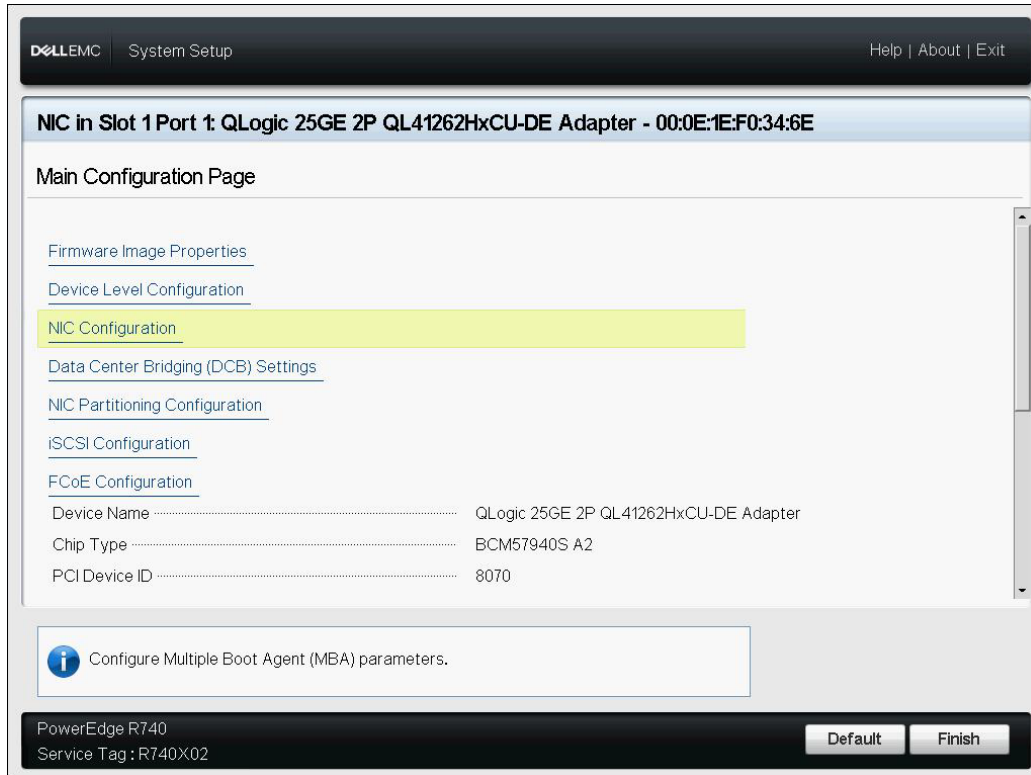 DELLEMC System Setup Help | About | Exit
NIC in Slot 1 Port 1: QLogic 25GE 2P QL41262HxCU-DE Adapter - 00:0E:1E:F0:34:6E
Main Configuration Page
Firmware Image Properties
Device Level Configuration
NIC Configuration
Data Center Bridging (DCB) Settings
NIC Partitioning Configuration
iSCSI Configuration
FCoE Configuration
Device Name QLogic 25GE 2P QL41262HxCU-DE Adapter
Chip Type BCM57940S A2
PCI Device ID 8070
Configure Multiple Boot Agent (MBA) parameters.
PowerEdge R740
Service Tag : R740X02
Default Finish